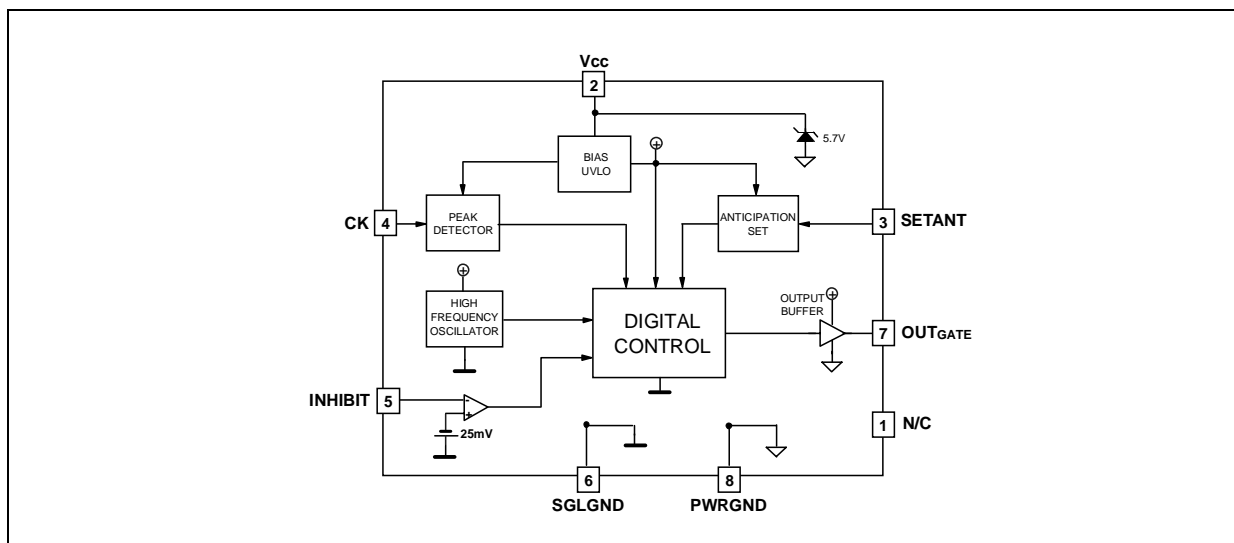 Vcc
2
5.7V
BIAS
UVLO
CK
4
PEAK
DETECTOR
ANTICIPATION
SET
3
SETANT
HIGH
FREQUENCY
OSCILLATOR
DIGITAL
CONTROL
OUTPUT
BUFFER
7
OUTGATE
INHIBIT
5
-
+
25mV
1
N/C
6
8
SGLGND
PWRGND